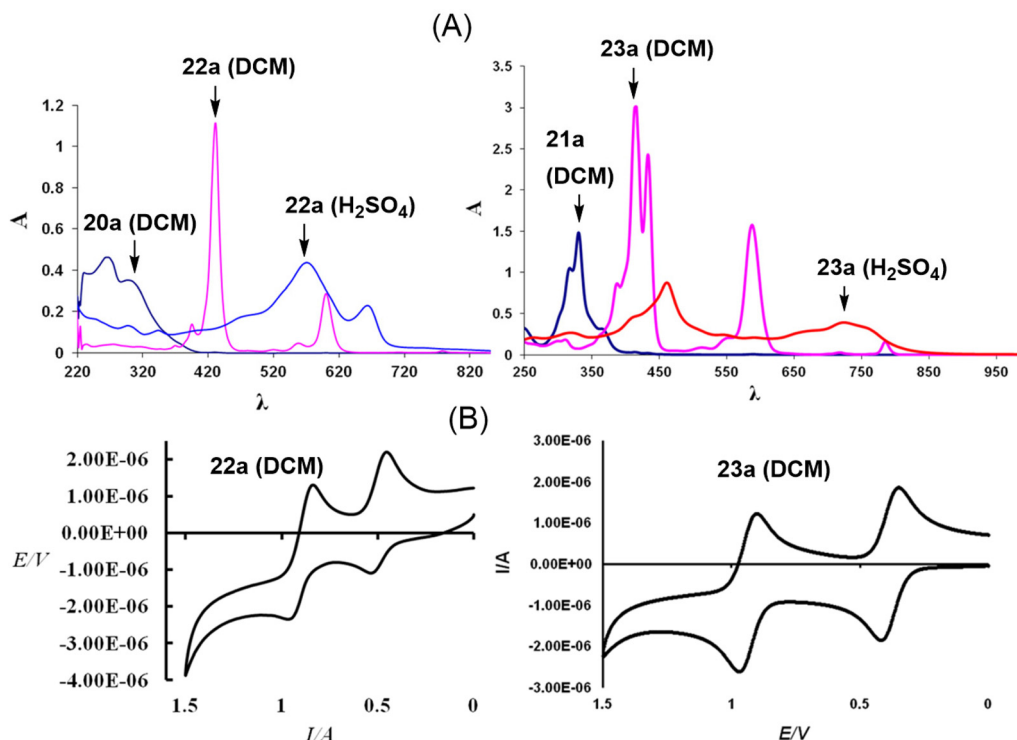 (A)
22a (DCM)
20a (DCM)
22a (H₂SO₄)
A
1.2
1
0.8
0.6
0.4
0.2
0
220 320 420 520 620 720 820
λ
23a (DCM)
21a
(DCM)
23a (H₂SO₄)
A
3.5
3
2.5
2
1.5
1
0.5
0
250 350 450 550 650 750 850 950
λ
(B)
22a (DCM)
E/V
2.00E-06
1.00E-06
0.00E+00
-1.00E-06
-2.00E-06
-3.00E-06
-4.00E-06
1.5 1 0.5 0
I/A
23a (DCM)
I/A
3.00E-06
2.00E-06
1.00E-06
0.00E+00
-1.00E-06
-2.00E-06
-3.00E-06
1.5 1 0.5 0
E/V